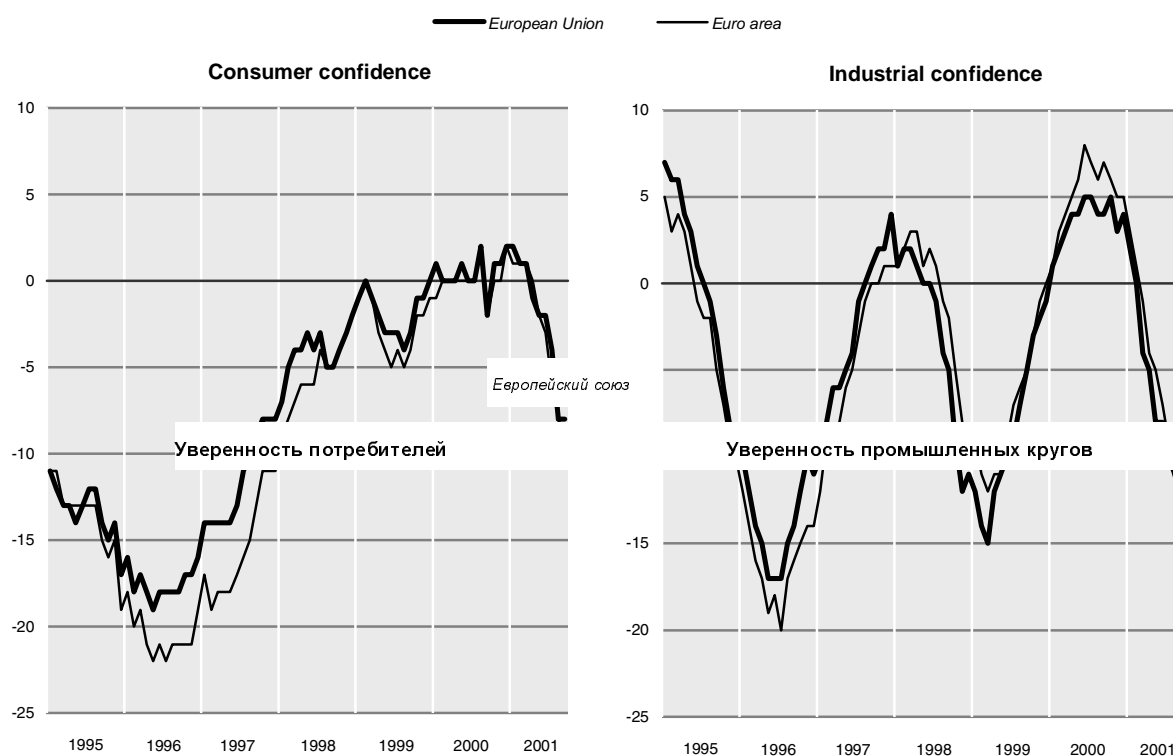 European Union Euro area
Consumer confidence
10
5
0
-5
-10
-15
-20
-25
1995 1996 1997 1998 1999 2000 2001
Европейский союз
Уверенность потребителей
Industrial confidence
10
5
0
-15
-20
-25
1995 1996 1997 1998 1999 2000 2001
Уверенность промышленных кругов